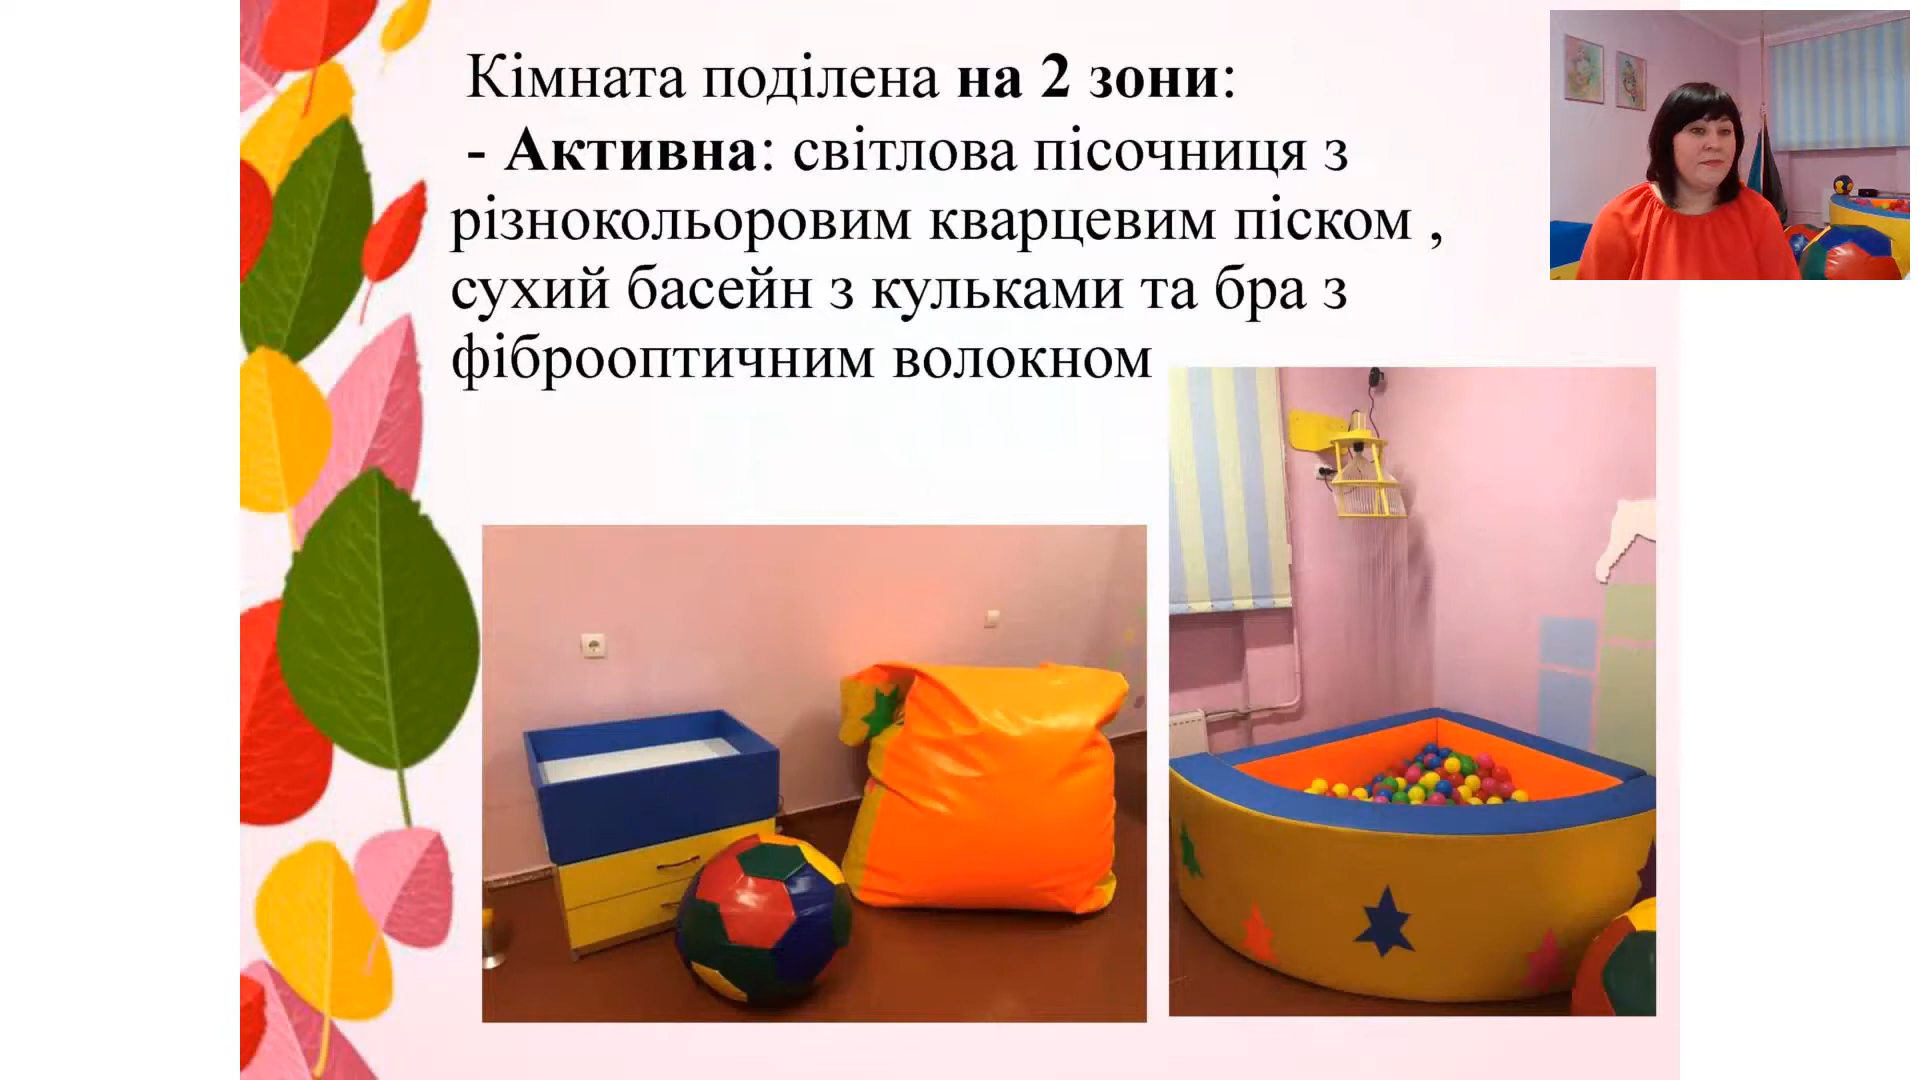 Кімната поділена на 2 зони:
- Активна: світлова пісочниця з
різнокольоровим кварцевим піском ,
сухий басейн з кульками та бра з
фіброоптичним волокном